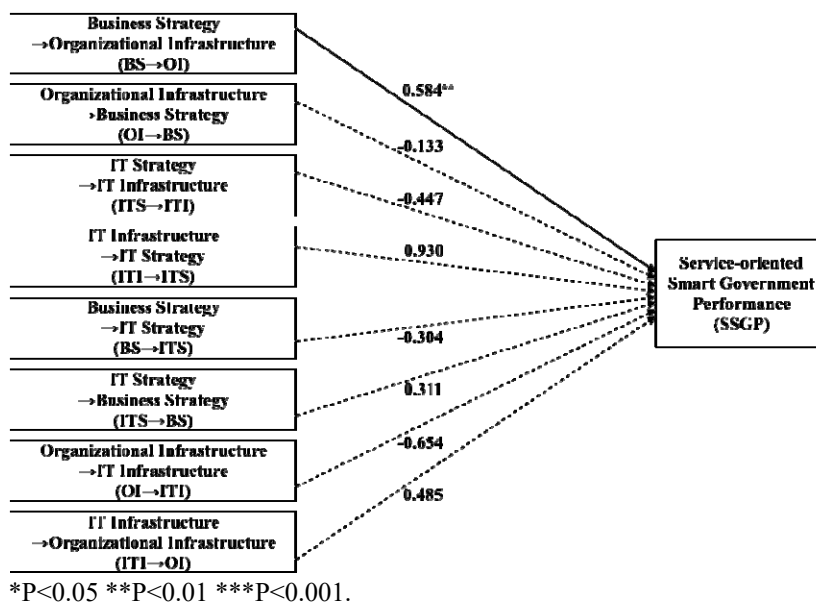 Business Strategy
→Organizational Infrastructure
(BS→OI)
0.584**
Organizational Infrastructure
→Business Strategy
(OI→BS)
-0.133
IT Strategy
→IT Infrastructure
(ITS→ITI)
-0.447
IT Infrastructure
→IT Strategy
(ITI→ITS)
0.930
Service-oriented
Smart Government
Performance
(SSGP)
Business Strategy
→IT Strategy
(BS→ITS)
-0.304
IT Strategy
→Business Strategy
(ITS→BS)
0.311
Organizational Infrastructure
→IT Infrastructure
(OI→ITI)
-0.654
IT Infrastructure
→Organizational Infrastructure
(ITI→OI)
0.485
*P<0.05 **P<0.01 ***P<0.001.